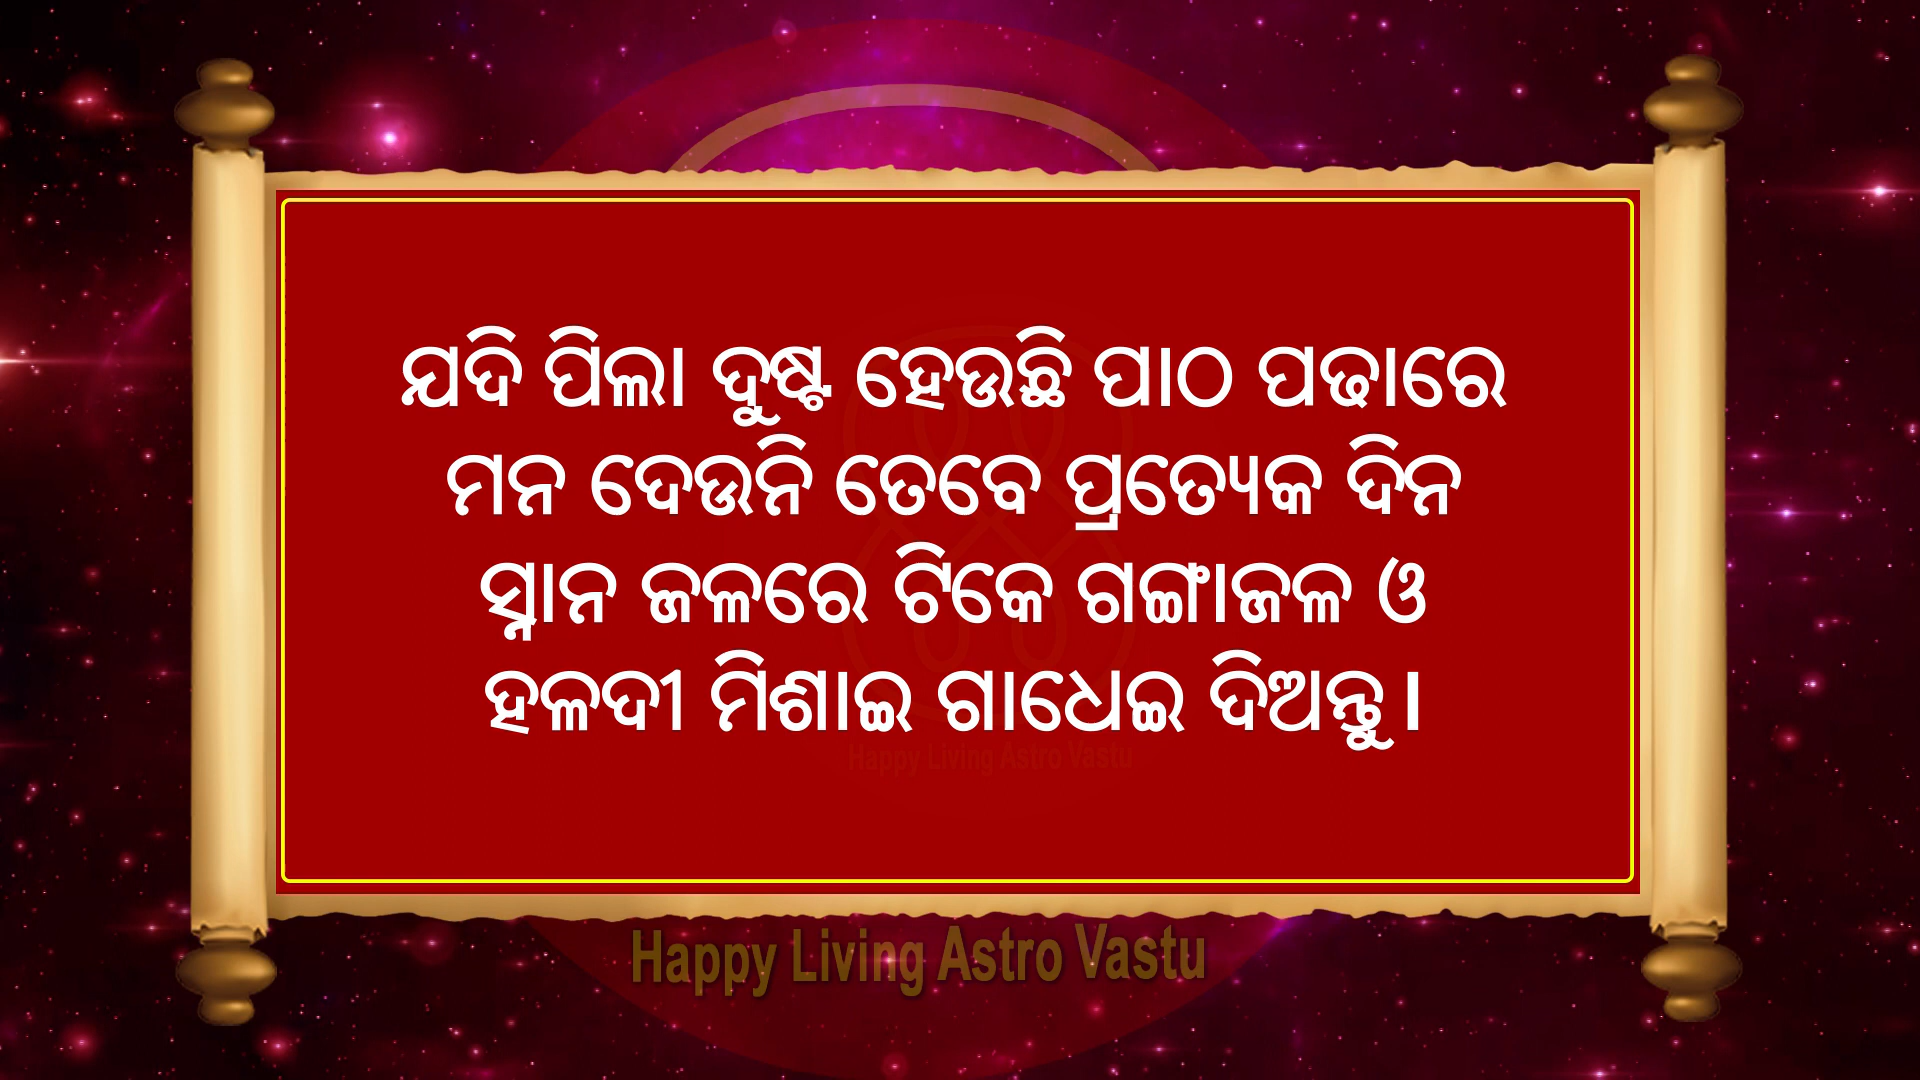 ଯଦି ପିଲା ଦୁଷ୍ଟ ହେଉଛି ପାଠ ପଢାରେ
ମନ ଦେଉନି ତେବେ ପ୍ରତ୍ୟେକ ଦିନ
ସ୍ନାନ ଜଳରେ ଟିକେ ଗଙ୍ଗାଜଳ ଓ
ହଳଦୀ ମିଶାଇ ଗାଧେଇ ଦିଅନ୍ତୁ।
Happy Living Astro Vastu
Happy Living Astro Vastu